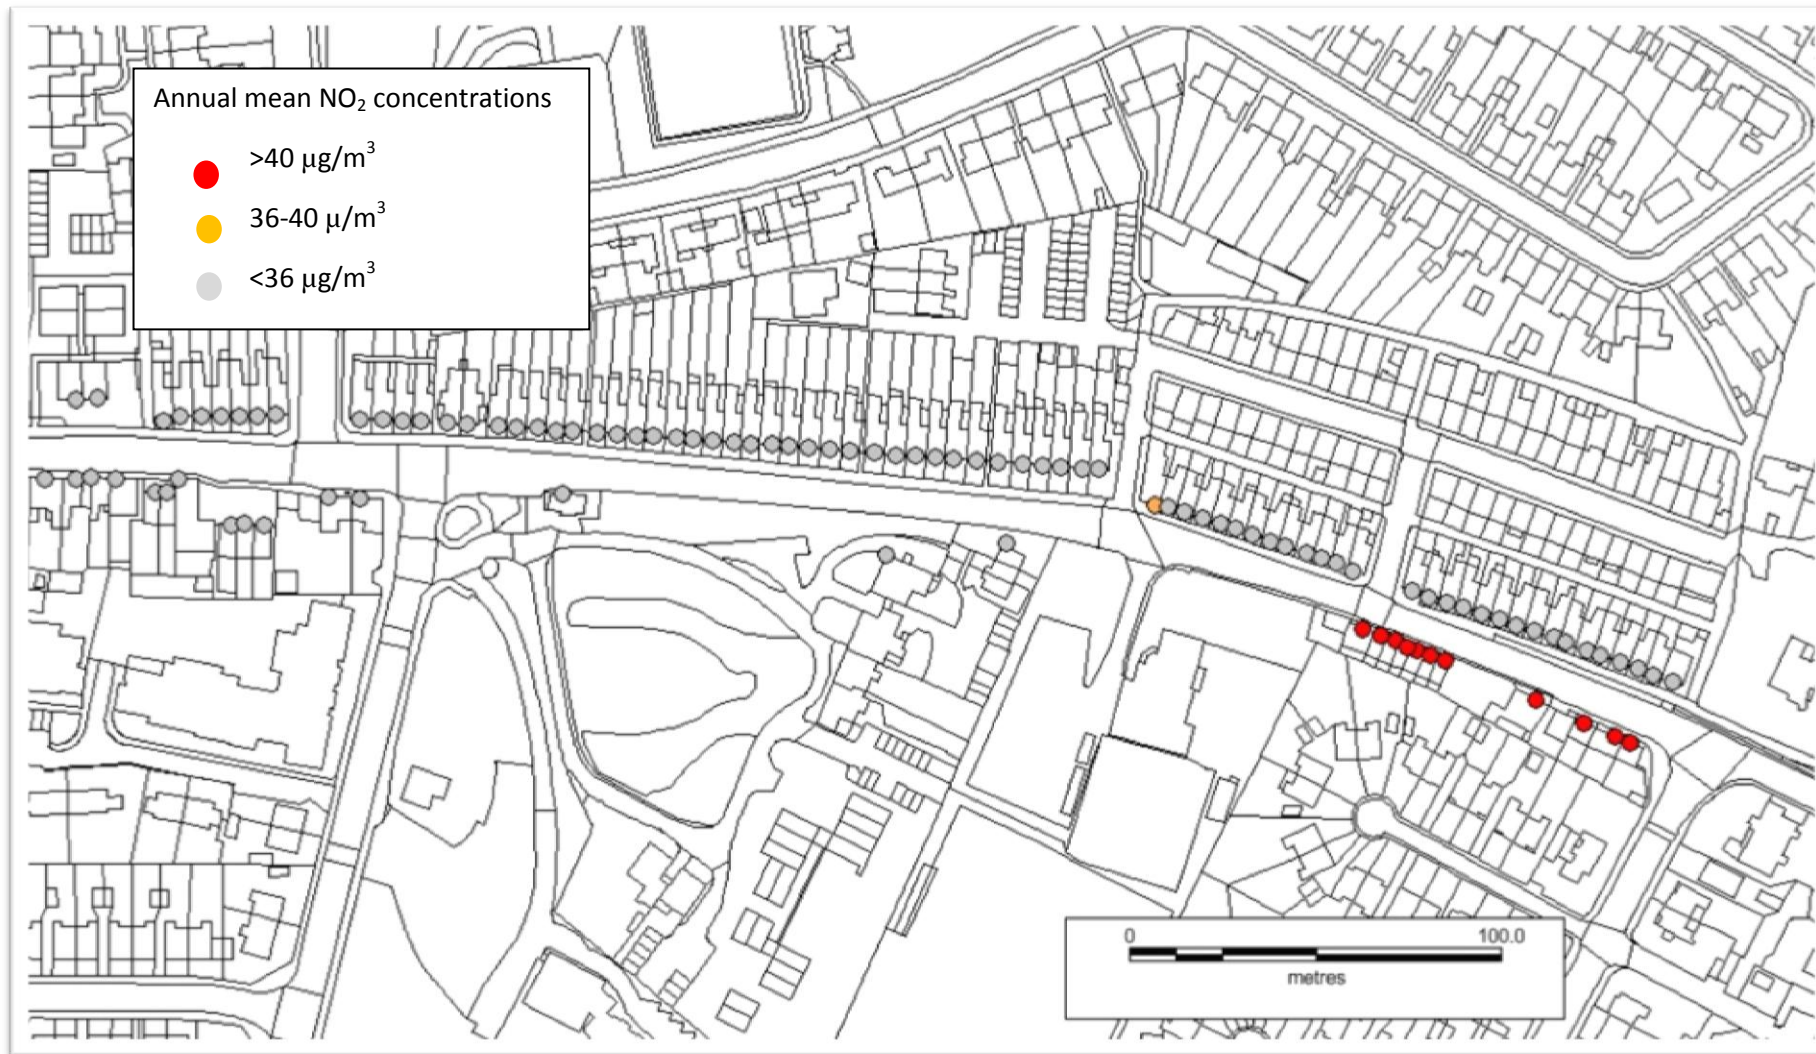 Annual mean NO₂ concentrations
>40 µg/m³
36-40 µ/m³
<36 µg/m³
0 100.0
metres